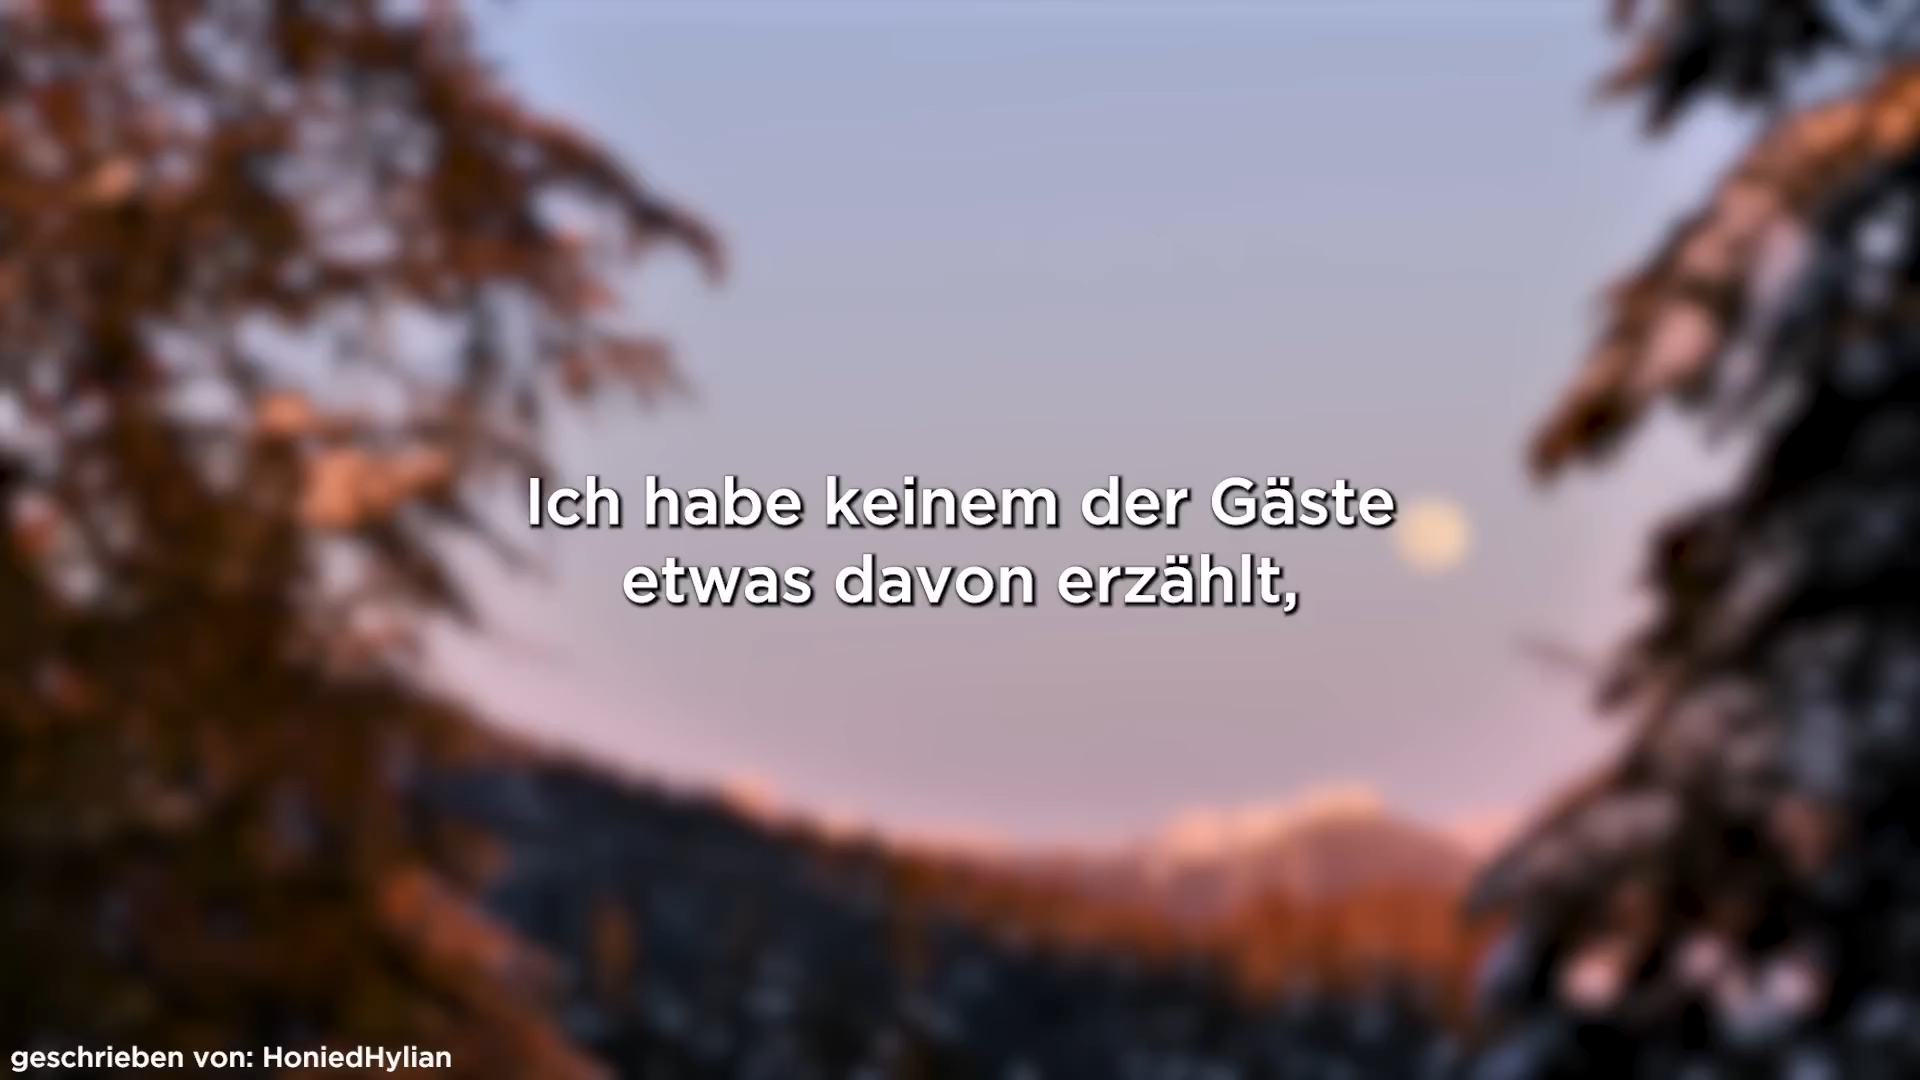 Ich habe keinem der Gäste
etwas davon erzählt,
geschrieben von: HoniedHylian